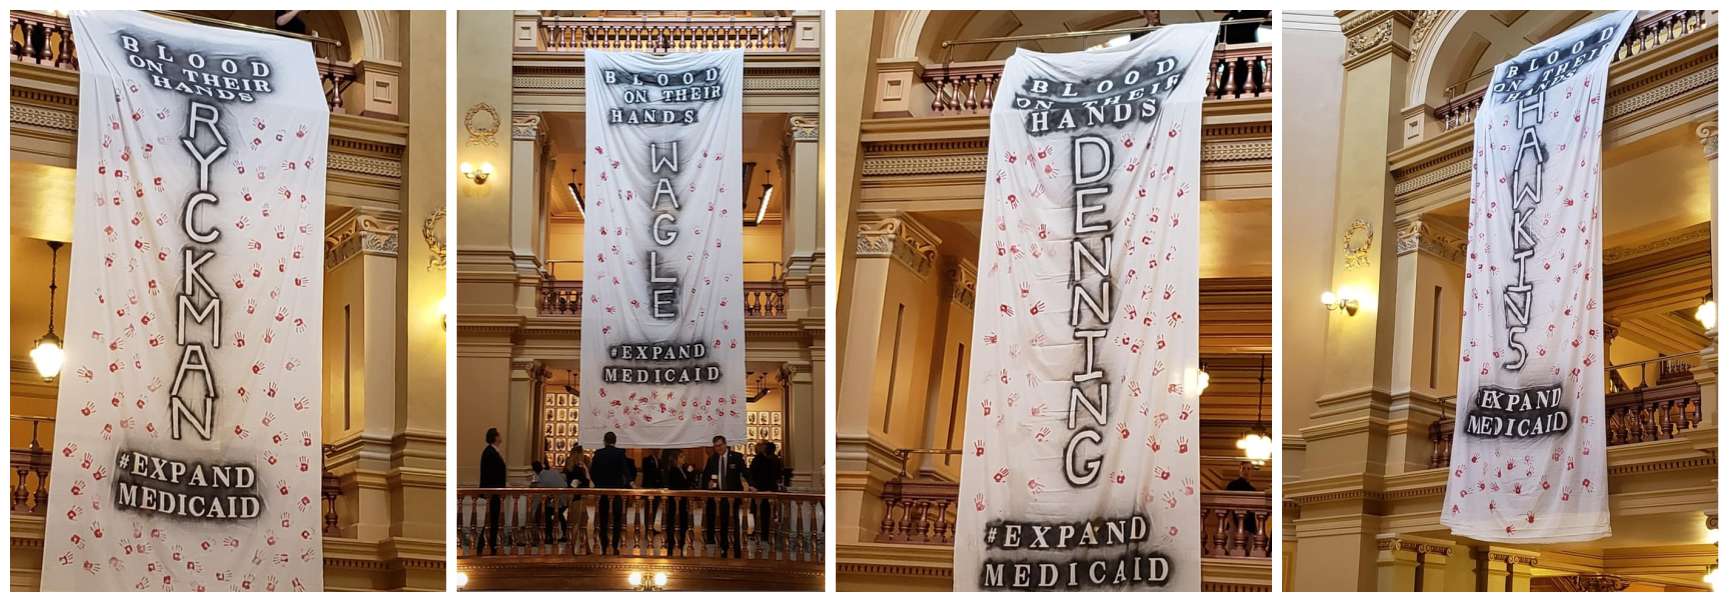 BLOOD
ON THEIR
HANDS
RYCKMAN
#EXPAND
MEDICAID
BLOOD
ON THEIR
HANDS
WAGLE
#EXPAND
MEDICAID
BLOOD
ON THEIR
HANDS
DENNING
#EXPAND
MEDICAID
BLOOD
ON THEIR
HANDS
HAWKINS
EXPAND
MEDICAID